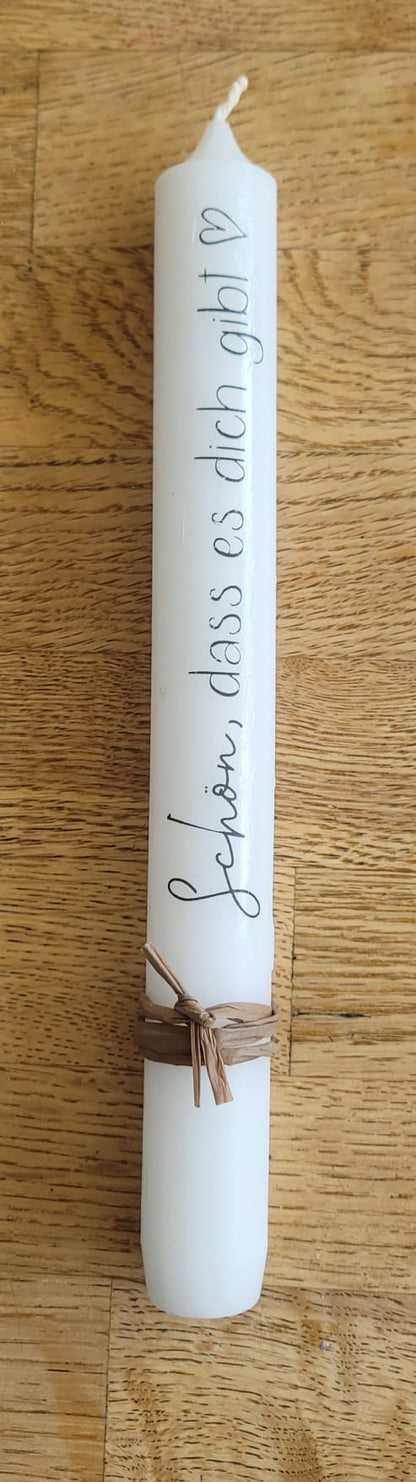 Schön, dass es dich gibt ♡